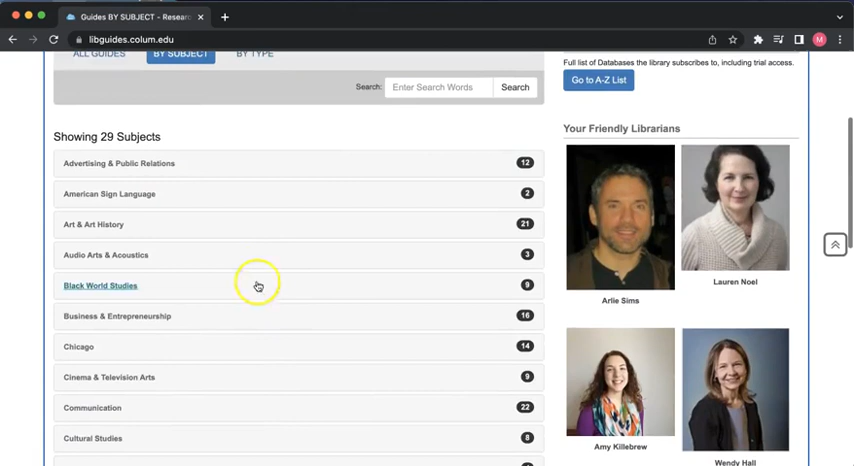 Guides BY SUBJECT - Resear
libguides.colum.edu
M
ALL GUIDES BY SUBJECT BY TYPE
Search: Enter Search Words Search
Full list of Databases the library subscribes to, including trial access.
Go to A-Z List
Showing 29 Subjects
Advertising & Public Relations 12
American Sign Language 2
Art & Art History 21
Audio Arts & Acoustics 3
Black World Studies 9
Business & Entrepreneurship 16
Chicago 14
Cinema & Television Arts 9
Communication 22
Cultural Studies 8
Your Friendly Librarians
Arlie Sims
Lauren Noel
Amy Killebrew
Wendy Hall